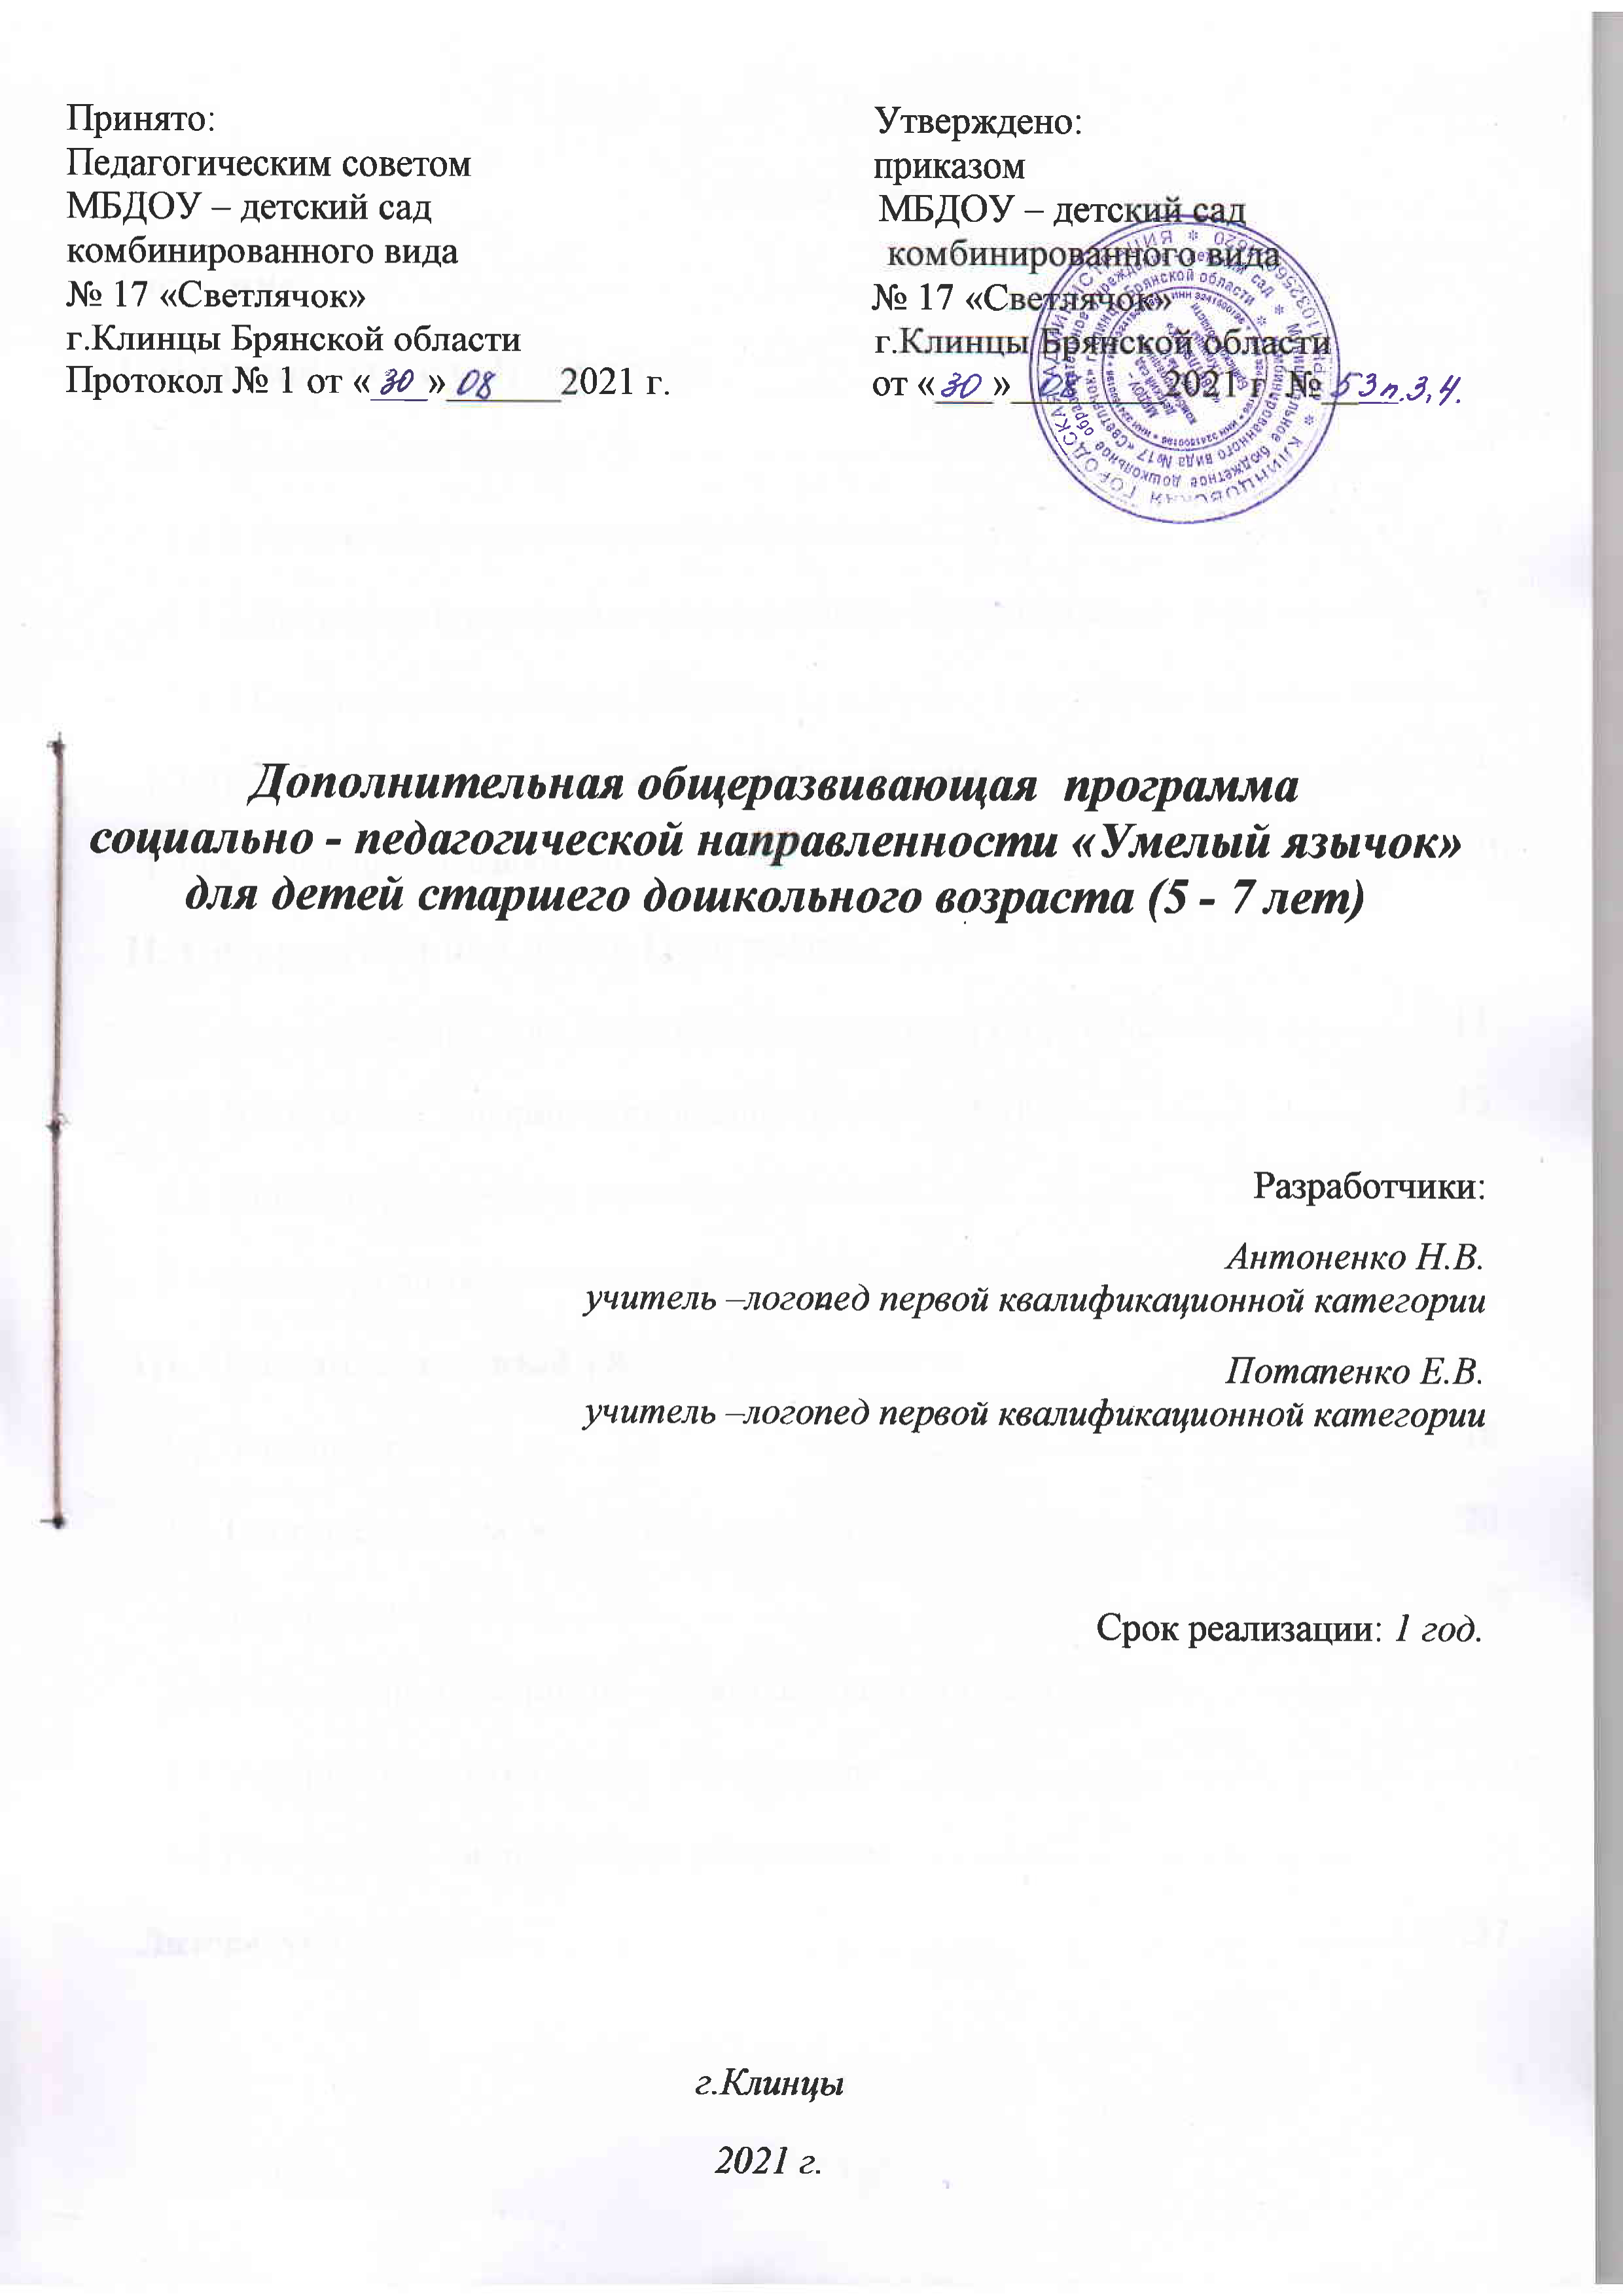 Принято:
Педагогическим советом
МБДОУ – детский сад
комбинированного вида
№ 17 «Светлячок»
г.Клинцы Брянской области
Протокол № 1 от «30» 08 2021 г.
Утверждено:
приказом
МБДОУ – детский сад
комбинированного вида
№ 17 «Светлячок»
г.Клинцы Брянской области
от «30» 08 2021 г. № 53 п.3,4.
Дополнительная общеразвивающая программа
социально - педагогической направленности «Умелый язычок»
для детей старшего дошкольного возраста (5 - 7 лет)
Разработчики:
Антоненко Н.В.
учитель –логопед первой квалификационной категории
Потапенко Е.В.
учитель –логопед первой квалификационной категории
Срок реализации: 1 год.
г.Клинцы
2021 г.